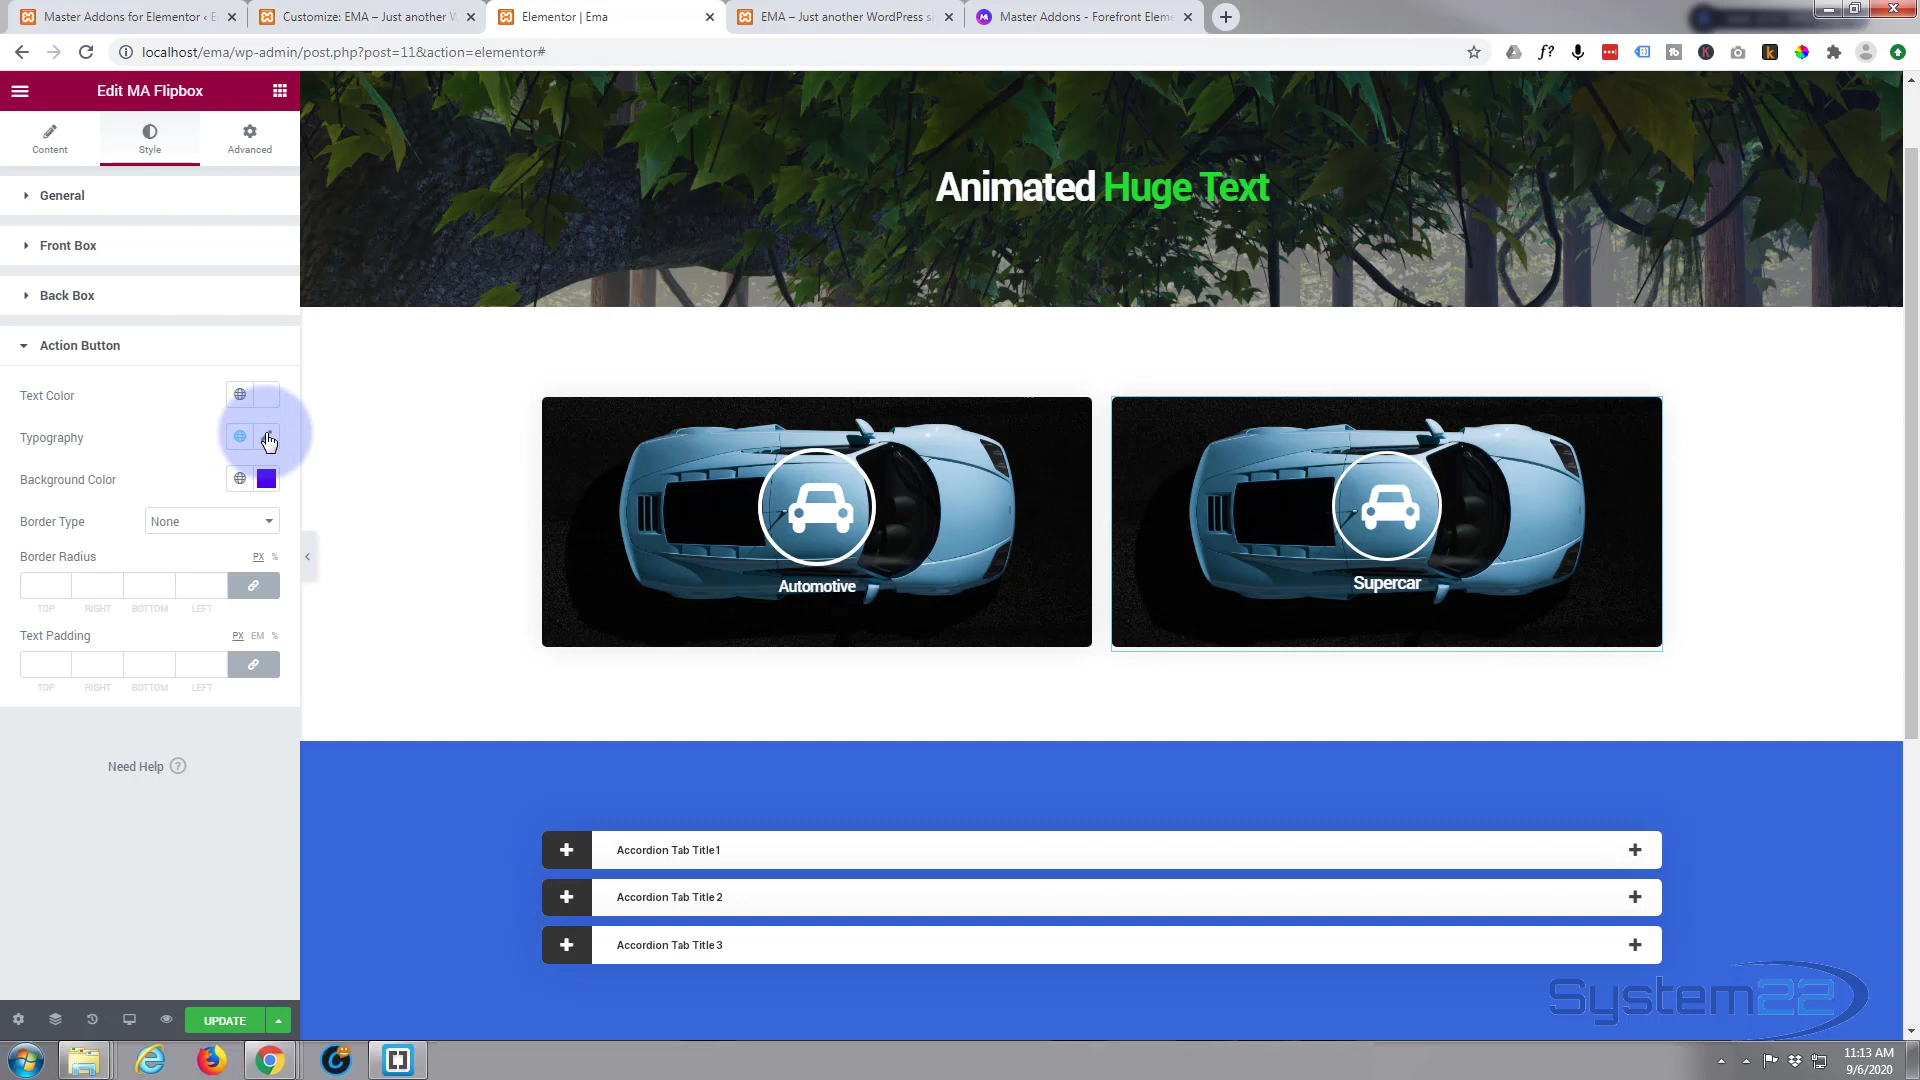 Master Addons for Elementor ‹ E
Customize: EMA – Just another W
Elementor | Ema
EMA – Just another WordPress si
Master Addons - Forefront Eleme
localhost/ema/wp-admin/post.php?post=11&action=elementor#
Edit MA Flipbox
Content
Style
Advanced
General
Front Box
Back Box
Action Button
Text Color
Typography
Background Color
Border Type
None
Border Radius
PX %
TOP RIGHT BOTTOM LEFT
Text Padding
PX EM %
TOP RIGHT BOTTOM LEFT
Need Help
UPDATE
Animated Huge Text
Automotive
Supercar
Accordion Tab Title 1
Accordion Tab Title 2
Accordion Tab Title 3
System22
11:13 AM
9/6/2020